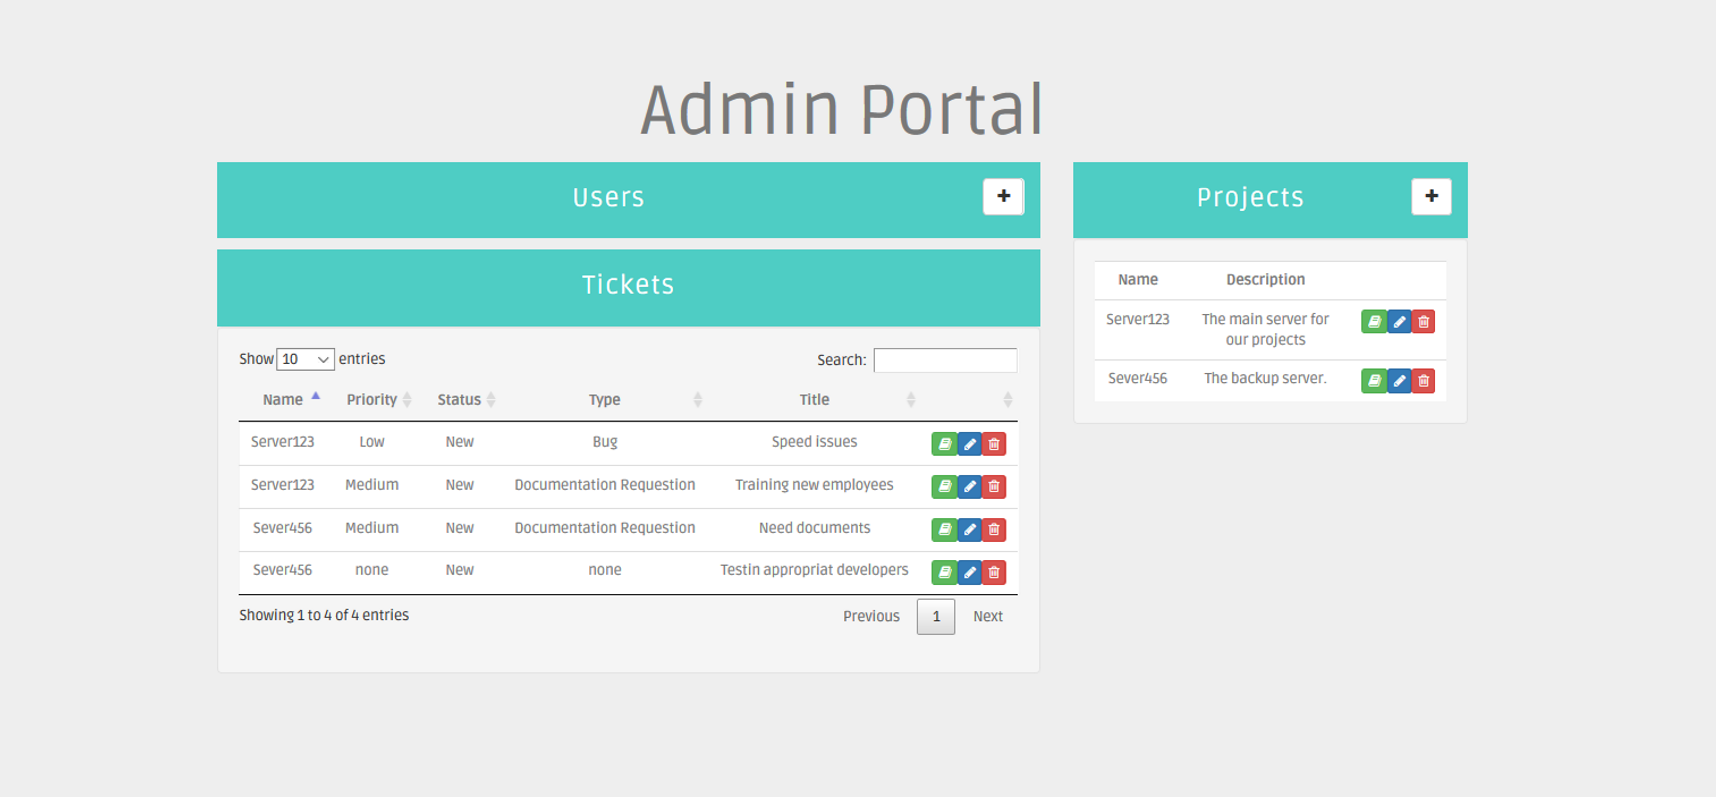 Admin Portal
Users
Tickets
Show 10 entries
Search:
Name Priority Status Type Title
Server123 Low New Bug Speed issues
Server123 Medium New Documentation Requestion Training new employees
Sever456 Medium New Documentation Requestion Need documents
Sever456 none New none Testin appropriat developers
Showing 1 to 4 of 4 entries
Previous 1 Next
Projects
Name Description
Server123 The main server for
our projects
Sever456 The backup server.